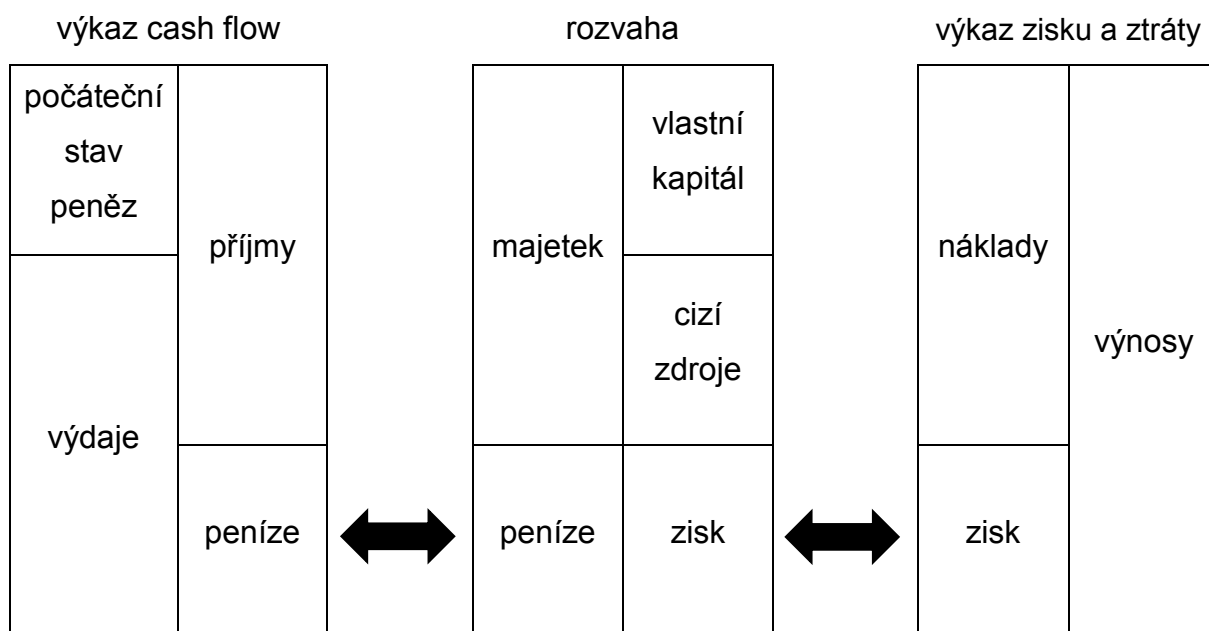 výkaz cash flow
počáteční
stav
peněz
výdaje
příjmy
peníze
rozvaha
majetek
peníze
vlastní
kapitál
cizí
zdroje
zisk
výkaz zisku a ztráty
náklady
zisk
výnosy